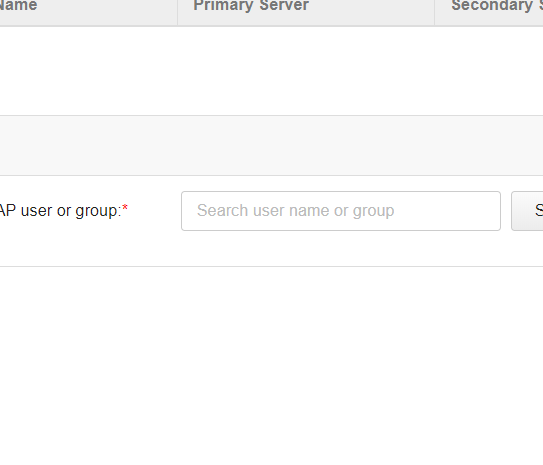 Name Primary Server Secondary
AP user or group:* Search user name or group